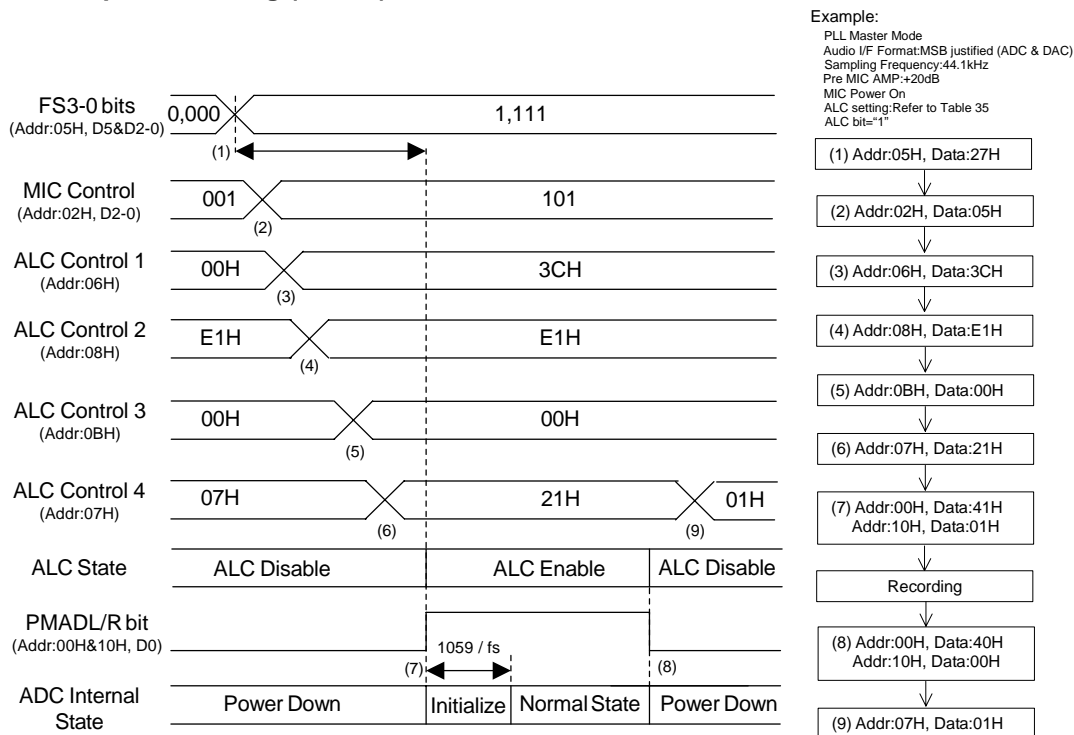 Example:
PLL Master Mode
Audio I/F Format:MSB justified (ADC & DAC)
Sampling Frequency:44.1kHz
Pre MIC AMP:+20dB
MIC Power On
ALC setting:Refer to Table 35
ALC bit="1"
FS3-0 bits
(Addr:05H, D5&D2-0)
0,000
1,111
(1)
MIC Control
(Addr:02H, D2-0)
001
101
(2)
ALC Control 1
(Addr:06H)
00H
3CH
(3)
ALC Control 2
(Addr:08H)
E1H
E1H
(4)
ALC Control 3
(Addr:0BH)
00H
00H
(5)
ALC Control 4
(Addr:07H)
07H
21H
01H
(6)
(9)
ALC State
ALC Disable
ALC Enable
ALC Disable
PMADL/R bit
(Addr:00H&10H, D0)
1059 / fs
(7)
(8)
ADC Internal
State
Power Down
Initialize
Normal State
Power Down
(1) Addr:05H, Data:27H
(2) Addr:02H, Data:05H
(3) Addr:06H, Data:3CH
(4) Addr:08H, Data:E1H
(5) Addr:0BH, Data:00H
(6) Addr:07H, Data:21H
(7) Addr:00H, Data:41H
Addr:10H, Data:01H
Recording
(8) Addr:00H, Data:40H
Addr:10H, Data:00H
(9) Addr:07H, Data:01H